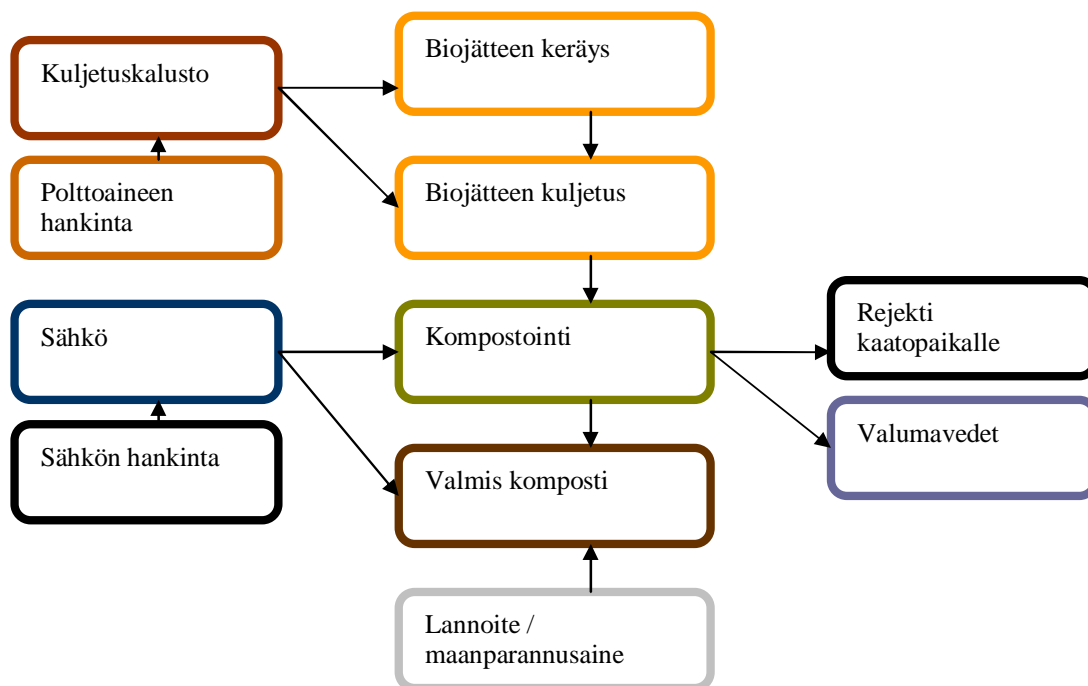 Kuljetuskalusto
Biojätteen keräys
Polttoaineen
hankinta
Biojätteen kuljetus
Sähkö
Kompostointi
Rejekti
kaatopaikalle
Sähkön hankinta
Valmis komposti
Valumavedet
Lannoite /
maanparannusaine